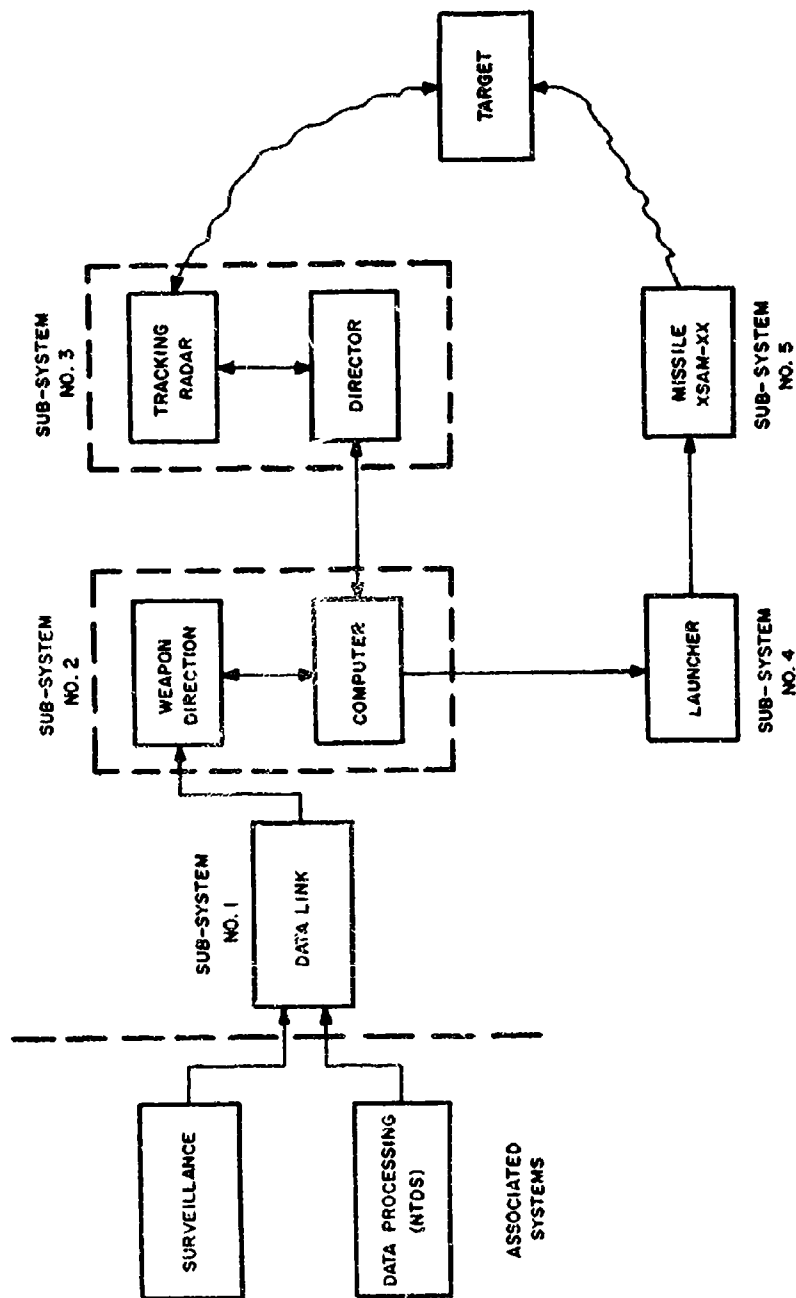 SURVEILLANCE
DATA PROCESSING
(NTDS)
ASSOCIATED
SYSTEMS
SUB-SYSTEM
NO. 1
DATA LINK
SUB-SYSTEM
NO. 2
WEAPON
DIRECTION
COMPUTER
SUB-SYSTEM
NO. 3
TRACKING
RADAR
DIRECTOR
LAUNCHER
SUB-SYSTEM
NO. 4
MISSILE
XSAM-XX
SUB-SYSTEM
NO. 5
TARGET